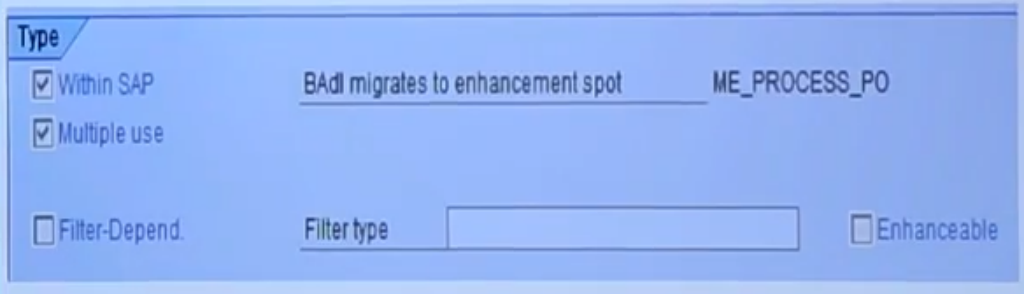 Type
Within SAP BAdI migrates to enhancement spot ME_PROCESS_PO
Multiple use
Filter-Depend. Filter type Enhanceable